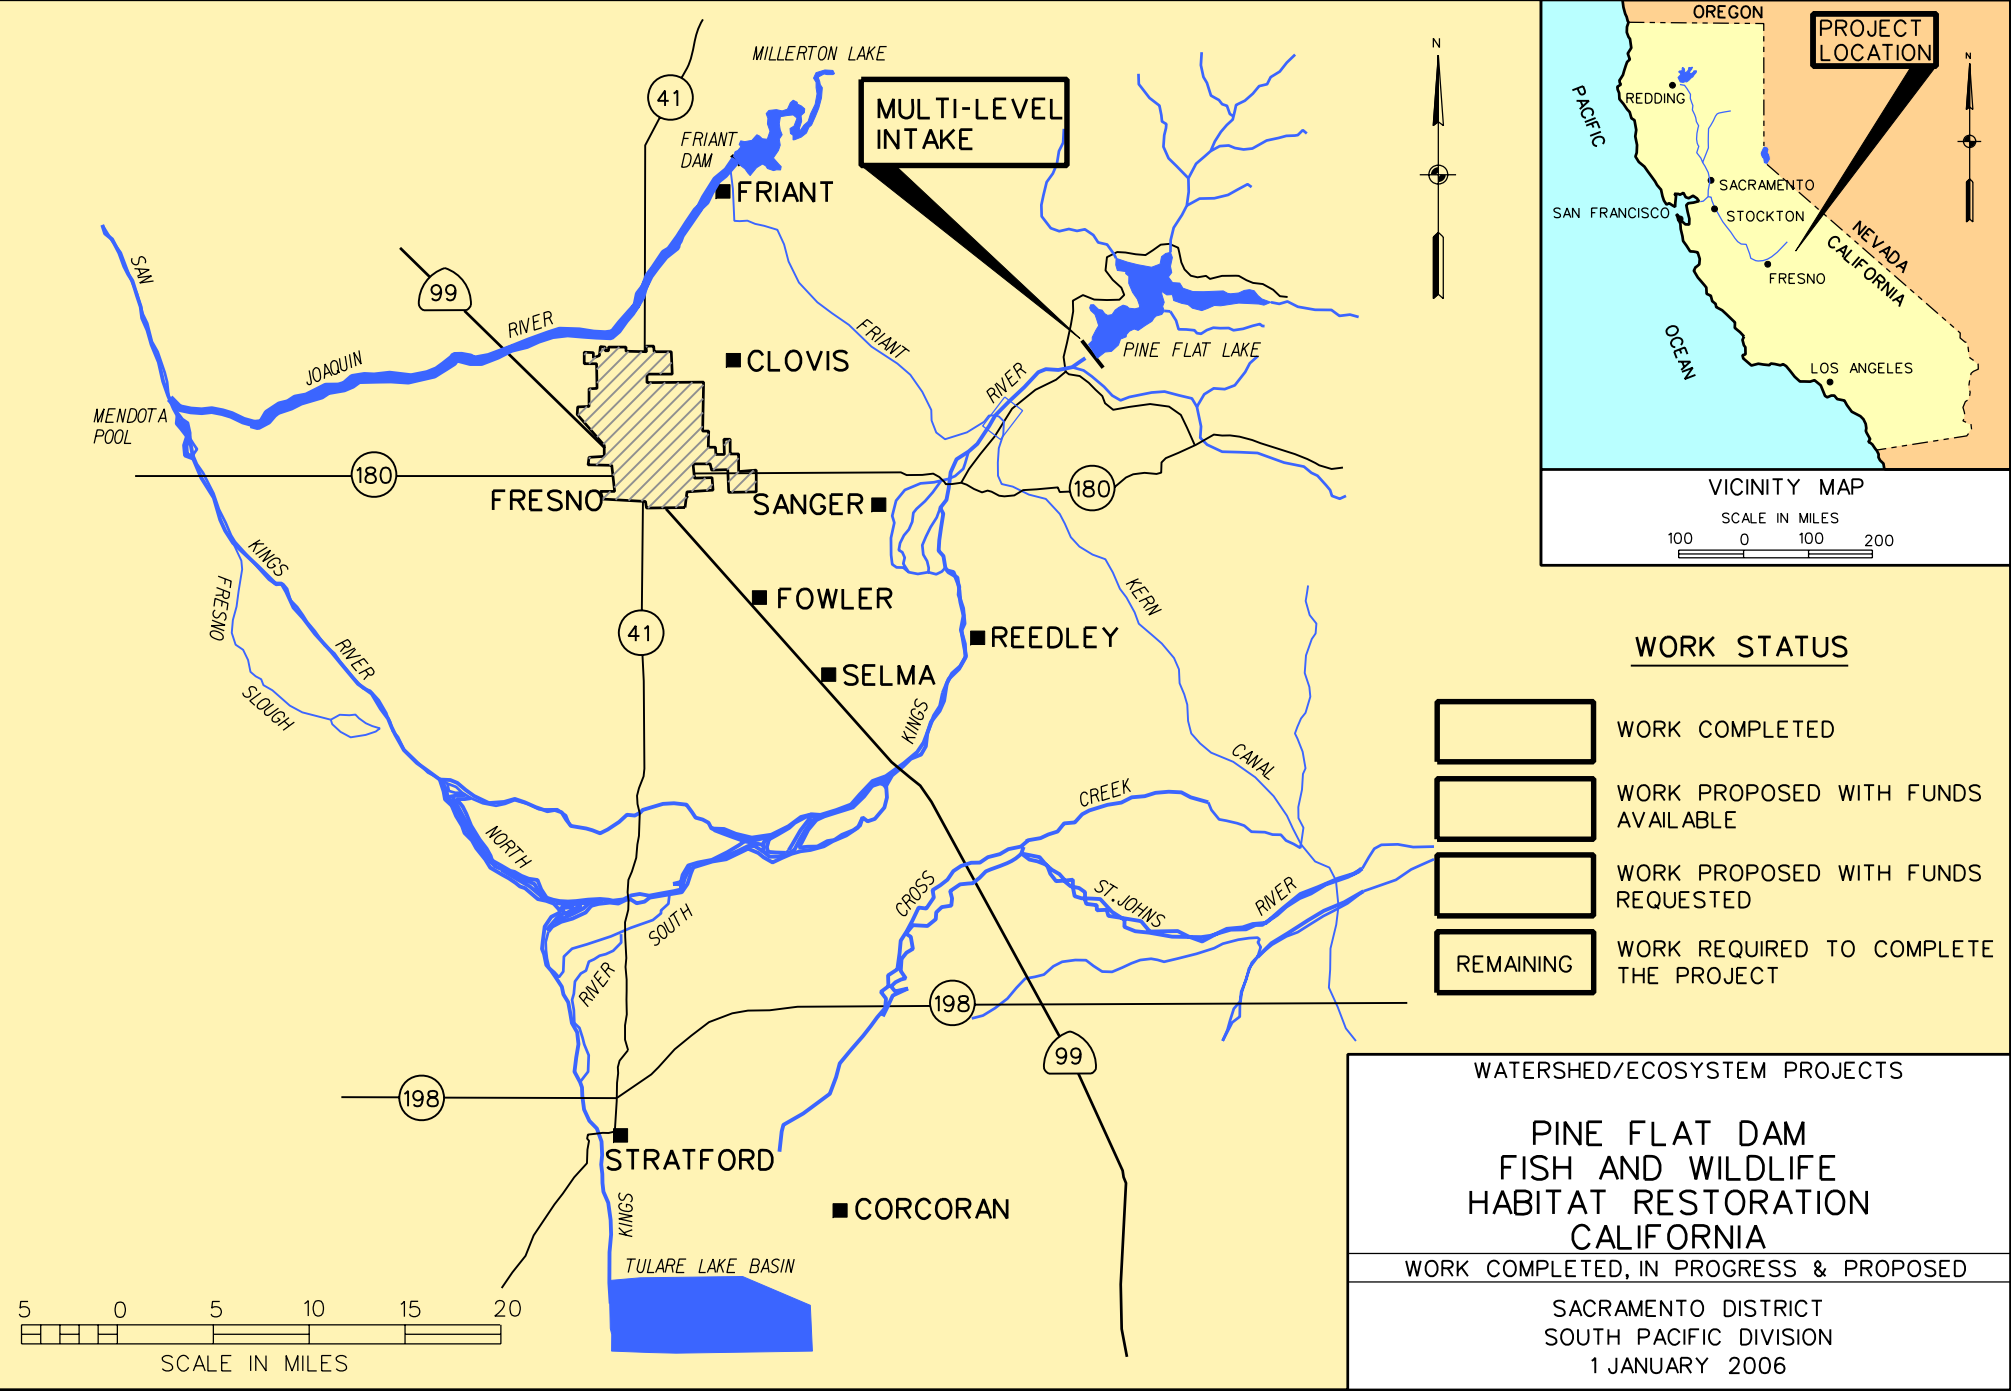 MILLERTON LAKE
41
FRIANT
DAM
FRIANT
MULTI-LEVEL
INTAKE
N
SAN
99
RIVER
JOAQUIN
CLOVIS
FRIANT
RIVER
PINE FLAT LAKE
MENDOTA
POOL
180
FRESNO
SANGER
180
KINGS
FRESNO
SLOUGH
RIVER
41
FOWLER
SELMA
REEDLEY
KERN
CANAL
KINGS
NORTH
SOUTH
RIVER
CREEK
CROSS
ST. JOHNS
RIVER
198
99
198
STRATFORD
KINGS
CORCORAN
TULARE LAKE BASIN
5 0 5 10 15 20
SCALE IN MILES
OREGON
PROJECT
LOCATION
N
PACIFIC
OCEAN
REDDING
SACRAMENTO
SAN FRANCISCO
STOCKTON
NEVADA
CALIFORNIA
FRESNO
LOS ANGELES
VICINITY MAP
SCALE IN MILES
100 0 100 200
WORK STATUS
WORK COMPLETED
WORK PROPOSED WITH FUNDS
AVAILABLE
WORK PROPOSED WITH FUNDS
REQUESTED
REMAINING
WORK REQUIRED TO COMPLETE
THE PROJECT
WATERSHED/ECOSYSTEM PROJECTS
PINE FLAT DAM
FISH AND WILDLIFE
HABITAT RESTORATION
CALIFORNIA
WORK COMPLETED, IN PROGRESS & PROPOSED
SACRAMENTO DISTRICT
SOUTH PACIFIC DIVISION
1 JANUARY 2006